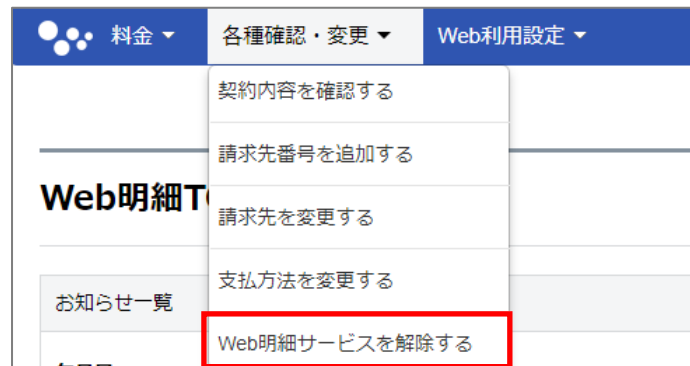 料金 ▼ 各種確認・変更 ▼ Web利用設定 ▼
契約内容を確認する
請求先番号を追加する
Web明細T
請求先を変更する
支払方法を変更する
お知らせ一覧
Web明細サービスを解除する